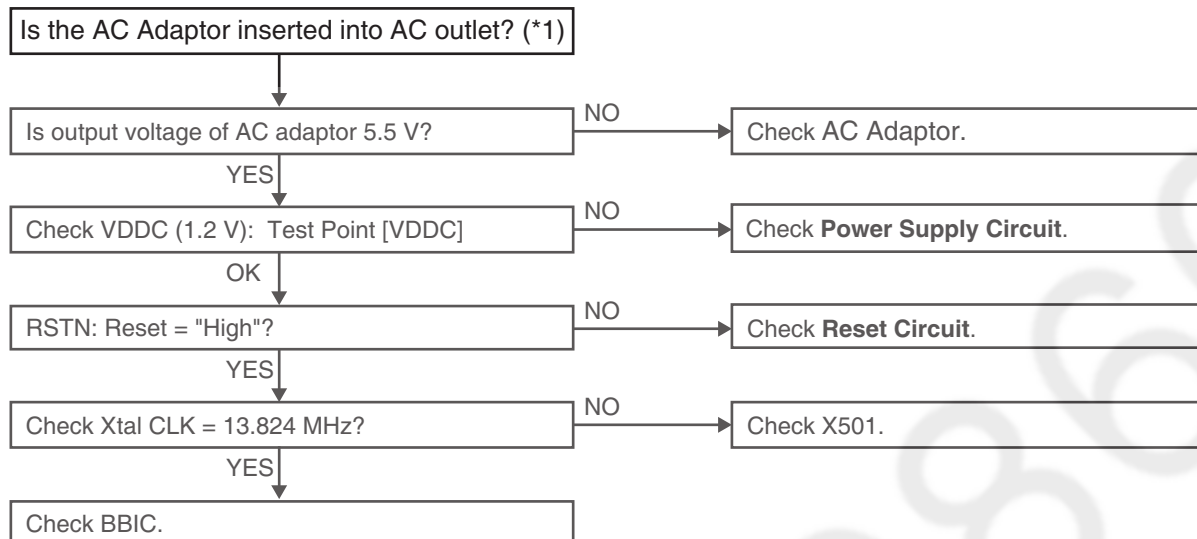 Is the AC Adaptor inserted into AC outlet? (*1)
Is output voltage of AC adaptor 5.5 V?
NO
Check AC Adaptor.
YES
Check VDDC (1.2 V): Test Point [VDDC]
NO
Check Power Supply Circuit.
OK
RSTN: Reset = "High"?
NO
Check Reset Circuit.
YES
Check Xtal CLK = 13.824 MHz?
NO
Check X501.
YES
Check BBIC.